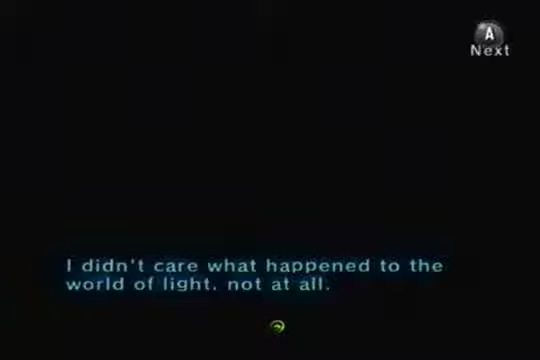 A
Next
I didn't care what happened to the
world of light, not at all.